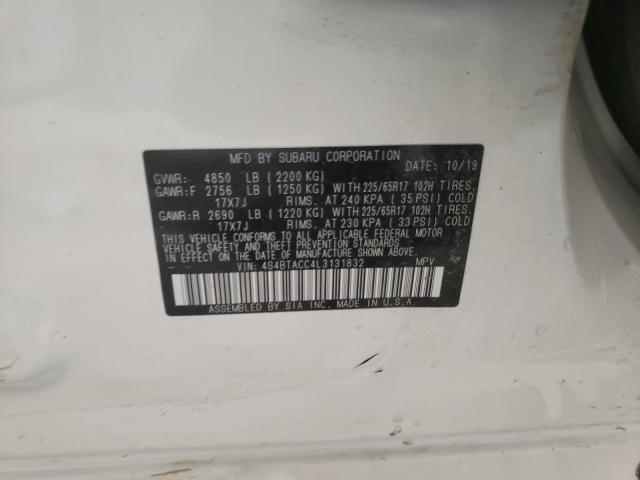 MFD BY SUBARU CORPORATION
DATE: 10/19
GVWR: 4850 LB (2200 KG)
GAWR:F 2756 LB (1250 KG) WITH 225/65R17 102H TIRES.
17X7J RIMS. AT 240 KPA (35 PSI) COLD
GAWR:R 2690 LB (1220 KG) WITH 225/65R17 102H TIRES.
17X7J RIMS. AT 230 KPA (33 PSI) COLD
THIS VEHICLE CONFORMS TO ALL APPLICABLE FEDERAL MOTOR
VEHICLE SAFETY AND THEFT PREVENTION STANDARDS
IN EFFECT ON THE DATE OF MANUFACTURE SHOWN ABOVE.
VIN: 4S4BTACC4L3131832 MPV
ASSEMBLED BY SIA INC. MADE IN U.S.A.